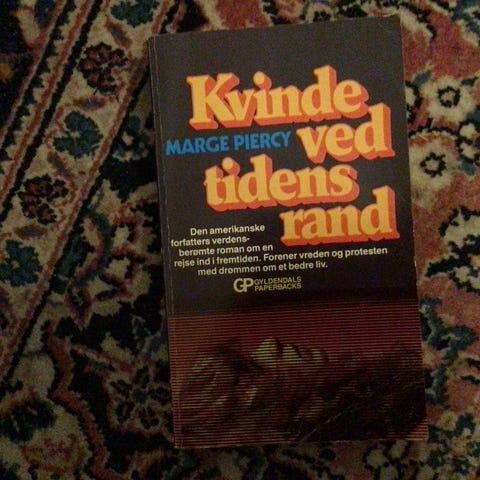 Kvinde
MARGE PIERCY ved
tidens
rand
Den amerikanske
forfatters verdens-
berømte roman om en
rejse ind i fremtiden. Forener vreden og protesten
med drømmen om et bedre liv.
GP GYLDENDALS
PAPERBACKS